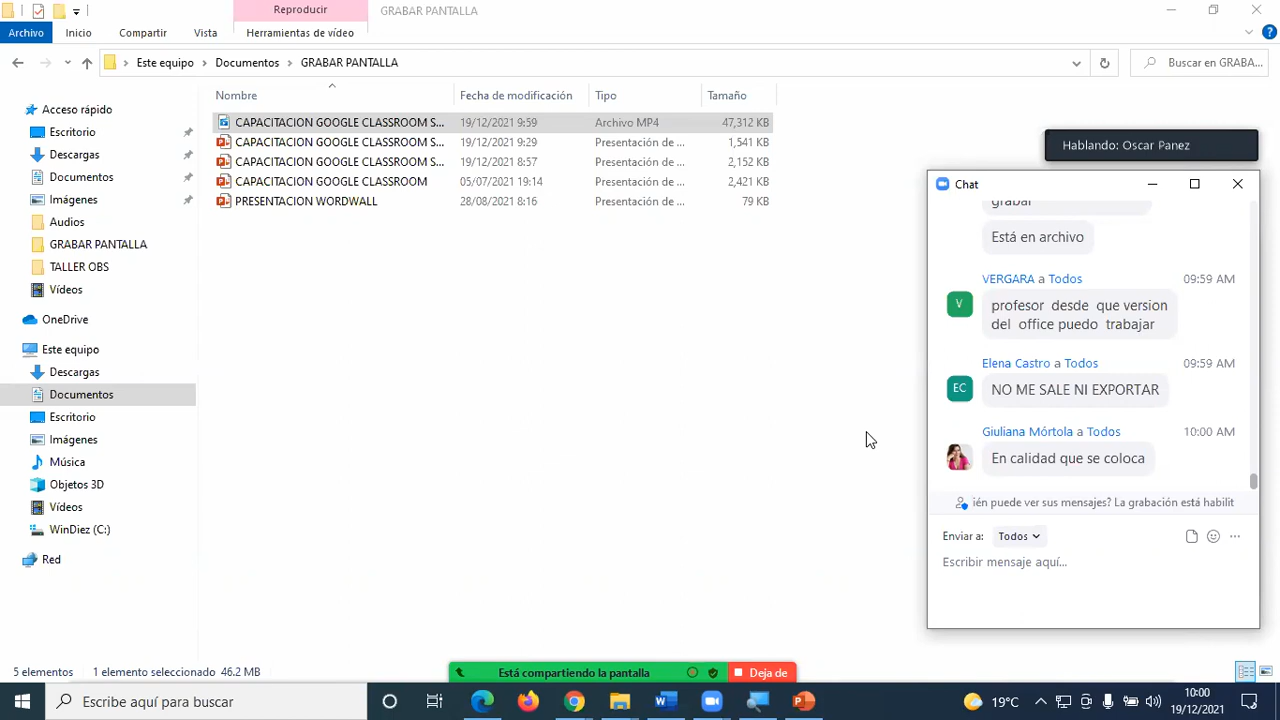 Reproducir
GRABAR PANTALLA
Archivo
Inicio
Compartir
Vista
Herramientas de vídeo
Este equipo
Documentos
GRABAR PANTALLA
Buscar en GRABA...
Nombre
Fecha de modificación
Tipo
Tamaño
CAPACITACION GOOGLE CLASSROOM S... 19/12/2021 9:59 Archivo MP4 47,312 KB
CAPACITACION GOOGLE CLASSROOM S... 19/12/2021 9:29 Presentación de ... 1,541 KB
CAPACITACION GOOGLE CLASSROOM S... 19/12/2021 8:57 Presentación de ... 2,152 KB
CAPACITACION GOOGLE CLASSROOM 05/07/2021 19:14 Presentación de ... 2,421 KB
PRESENTACION WORDWALL 28/08/2021 8:16 Presentación de ... 79 KB
Acceso rápido
Escritorio
Descargas
Documentos
Imágenes
Audios
GRABAR PANTALLA
TALLER OBS
Vídeos
OneDrive
Este equipo
Descargas
Documentos
Escritorio
Imágenes
Música
Objetos 3D
Vídeos
WinDiez (C:)
Red
5 elementos
1 elemento seleccionado 46.2 MB
Hablando: Oscar Panez
Chat
grabar
Está en archivo
VERGARA a Todos 09:59 AM
V
profesor desde que version
del office puedo trabajar
Elena Castro a Todos 09:59 AM
EC
NO ME SALE NI EXPORTAR
Giuliana Mórtola a Todos 10:00 AM
En calidad que se coloca
ién puede ver sus mensajes? La grabación está habilit
Enviar a: Todos
Escribir mensaje aquí...
Está compartiendo la pantalla
Deja de
Escribe aquí para buscar
19°C
10:00
19/12/2021